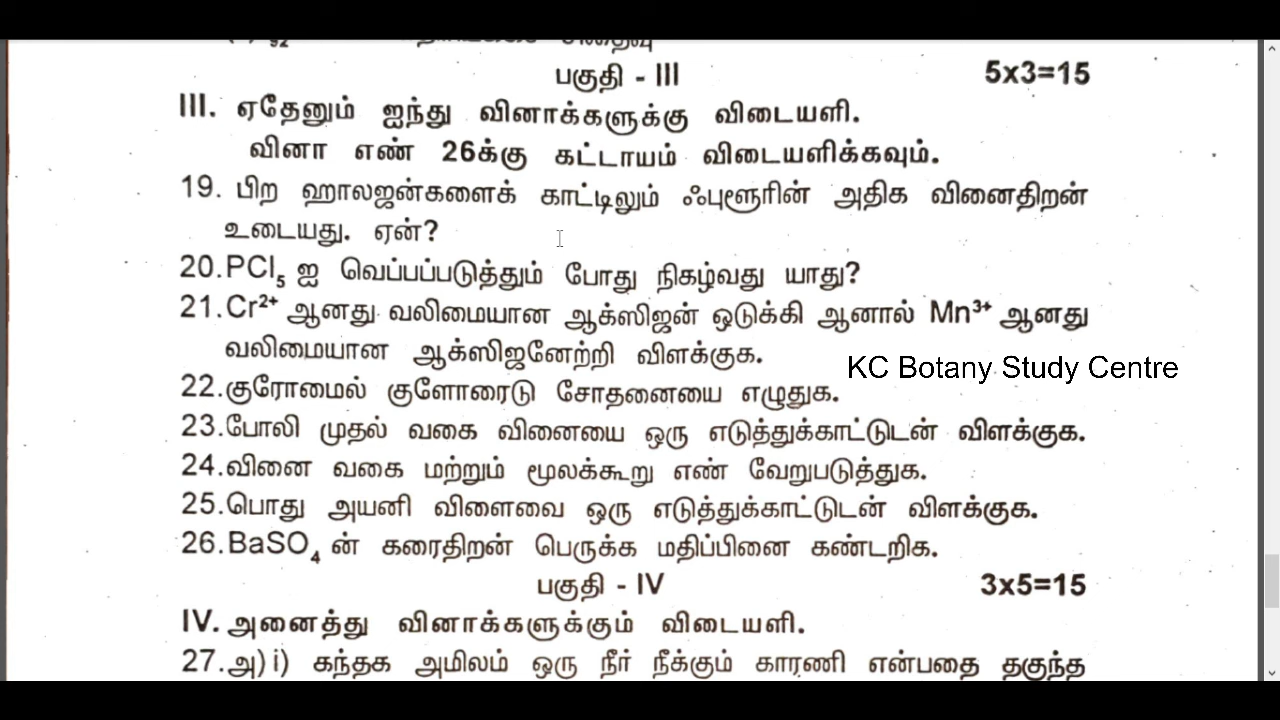 92
பகுதி - III 5x3=15
III. ஏதேனும் ஐந்து வினாக்களுக்கு விடையளி.
வினா எண் 26க்கு கட்டாயம் விடையளிக்கவும்.
19. பிற ஹாலஜன்களைக் காட்டிலும் ஃபுளூரின் அதிக வினைதிறன்
உடையது. ஏன்?
20.PCl₅ ஐ வெப்பப்படுத்தும் போது நிகழ்வது யாது?
21.Cr²⁺ ஆனது வலிமையான ஆக்ஸிஜன் ஒடுக்கி ஆனால் Mn³⁺ ஆனது
வலிமையான ஆக்ஸிஜனேற்றி விளக்குக.
KC Botany Study Centre
22.குரோமைல் குளோரைடு சோதனையை எழுதுக.
23.போலி முதல் வகை வினையை ஒரு எடுத்துக்காட்டுடன் விளக்குக.
24.வினை வகை மற்றும் மூலக்கூறு எண் வேறுபடுத்துக.
25.பொது அயனி விளைவை ஒரு எடுத்துக்காட்டுடன் விளக்குக.
26.BaSO₄ ன் கரைதிறன் பெருக்க மதிப்பினை கண்டறிக.
பகுதி - IV 3x5=15
IV. அனைத்து வினாக்களுக்கும் விடையளி.
27.அ) i) கந்தக அமிலம் ஒரு நீர் நீக்கும் காரணி என்பதை தகுந்த